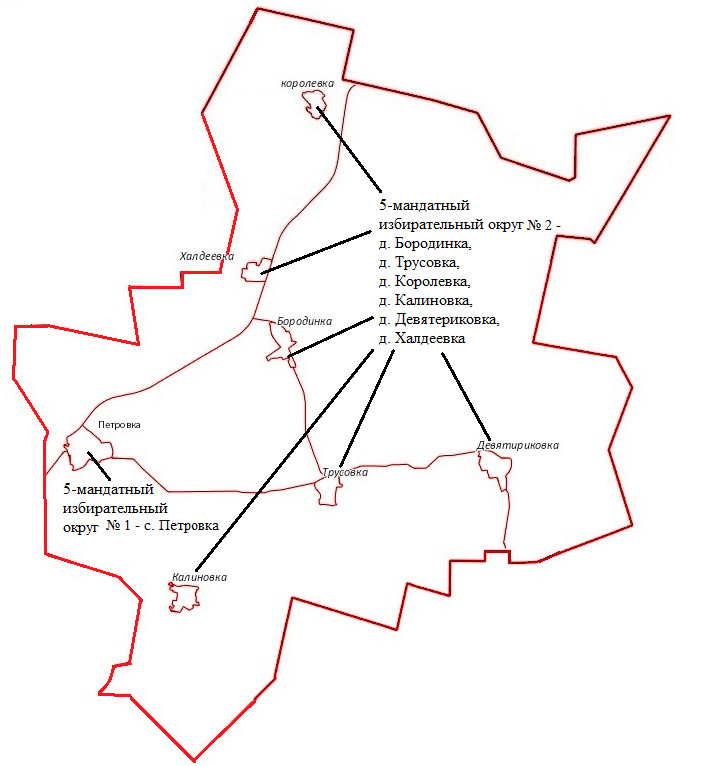 королевка
5-мандатный
избирательный округ № 2 -
д. Бородинка,
д. Трусовка,
д. Королевка,
д. Калиновка,
д. Девятериковка,
д. Халдеевка
Халдеевка
Бородинка
Петровка
Девятириковка
Трусовка
5-мандатный
избирательный
округ № 1 - с. Петровка
Калиновка